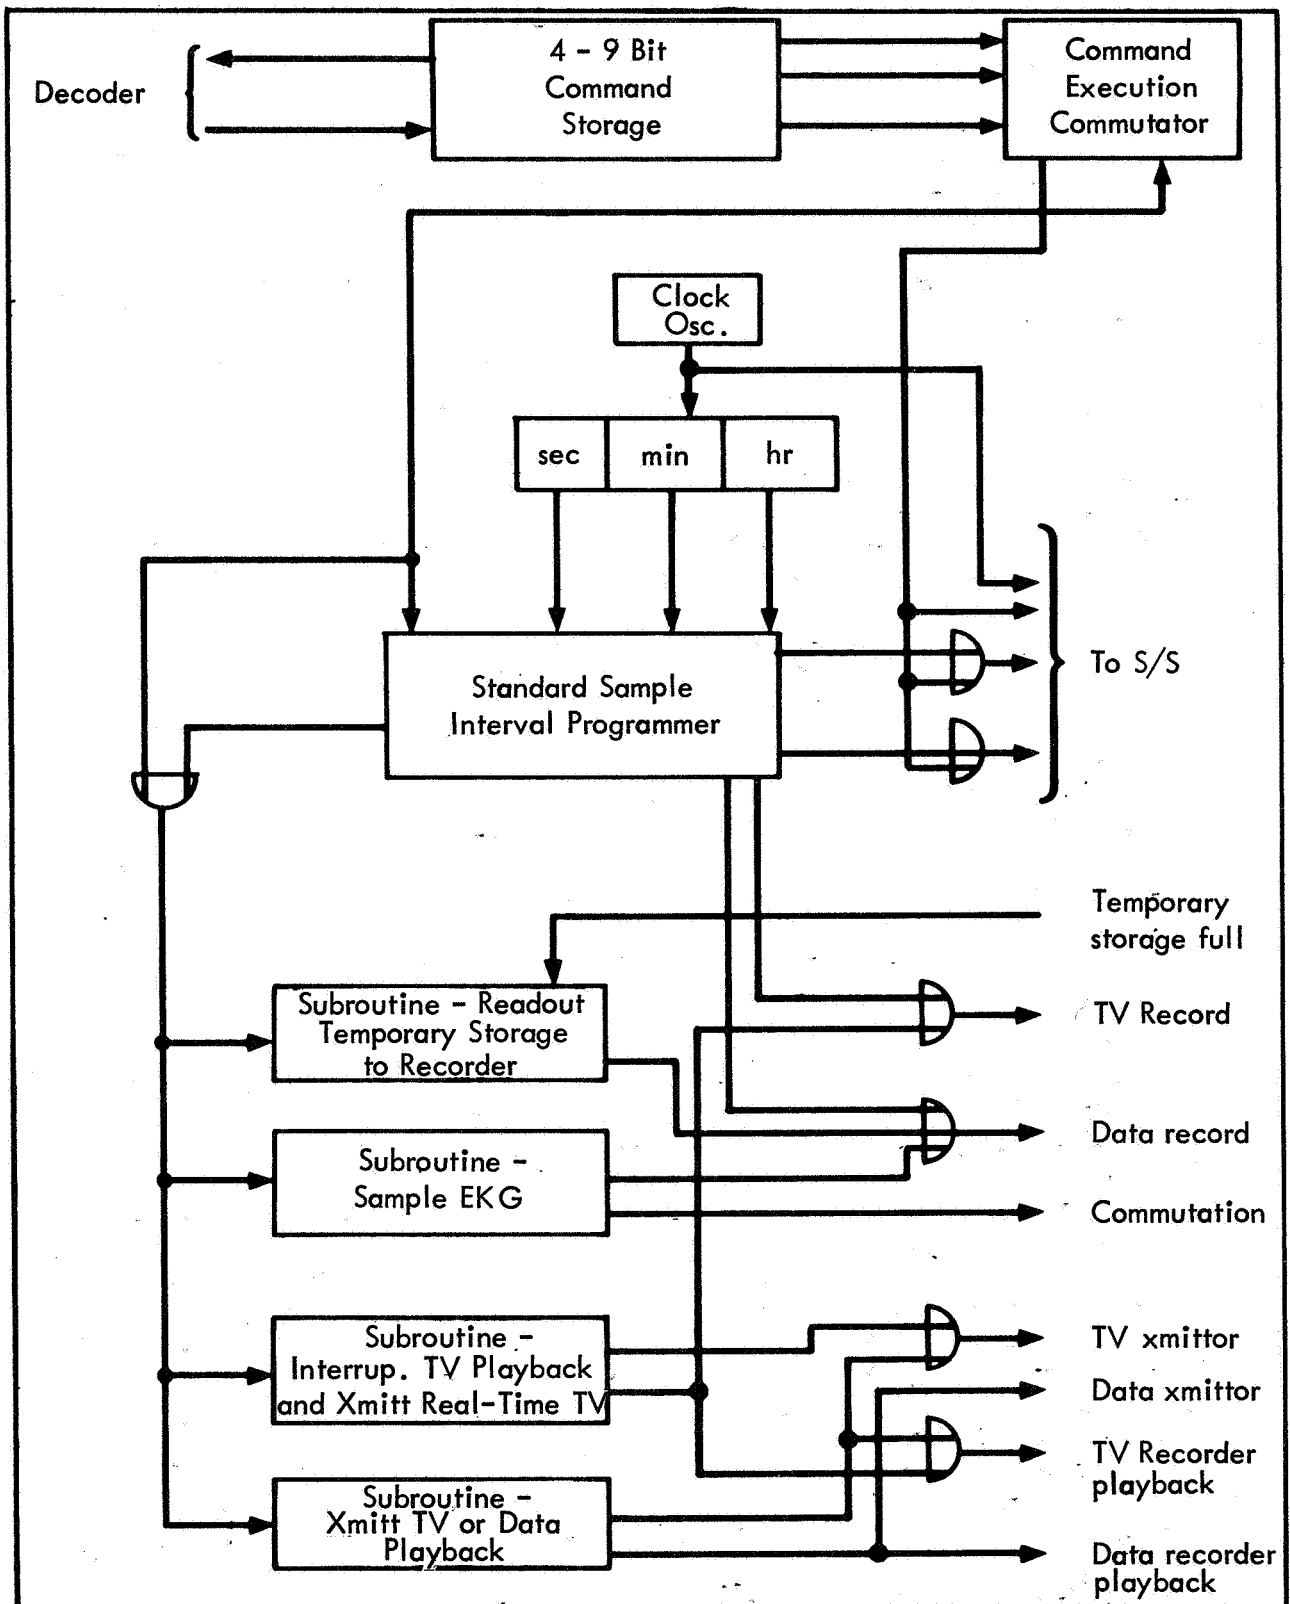 4 - 9 Bit
Command
Storage
Command
Execution
Commutator
Decoder
Clock
Osc.
sec
min
hr
Standard Sample
Interval Programmer
To S/S
Temporary
storage full
Subroutine - Readout
Temporary Storage
to Recorder
TV Record
Data record
Subroutine -
Sample EKG
Commutation
Subroutine -
Interrup. TV Playback
and Xmitt Real-Time TV
TV xmittor
Data xmittor
TV Recorder
playback
Subroutine -
Xmitt TV or Data
Playback
Data recorder
playback